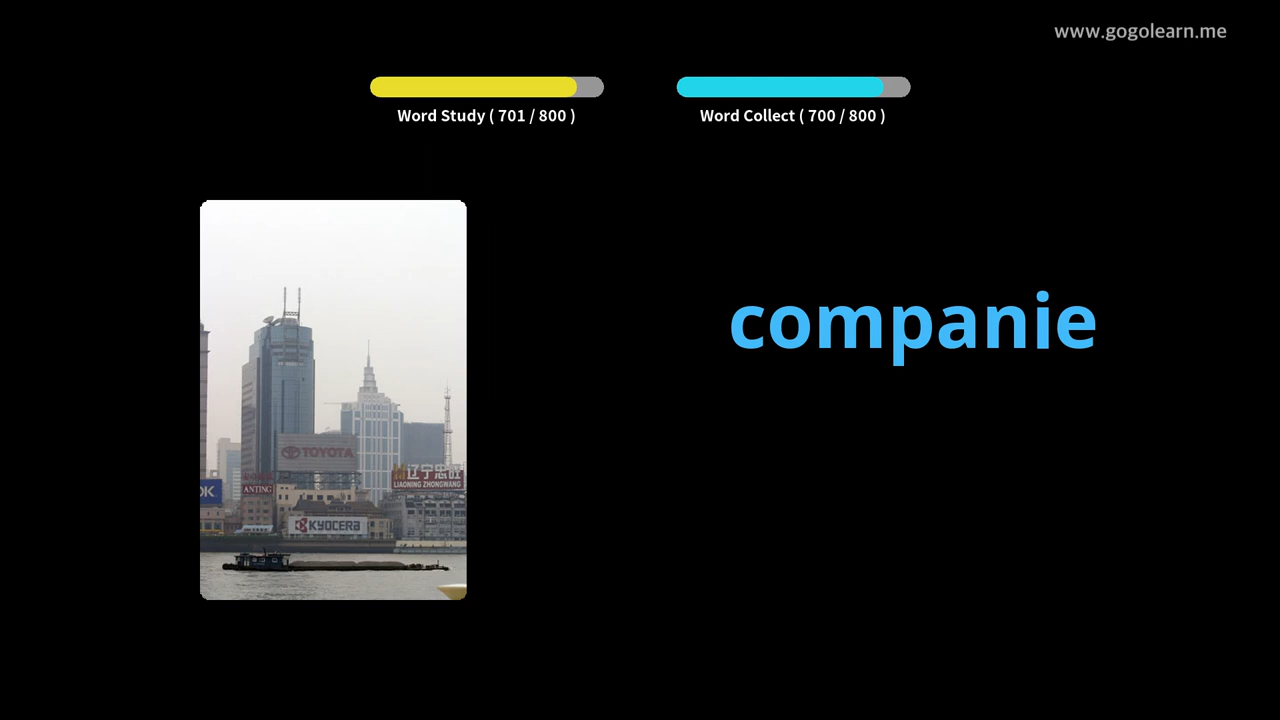 www.gogolearn.me
Word Study ( 701 / 800 )
Word Collect ( 700 / 800 )
companie
TOYOTA
辽宁忠旺
LIAONING ZHONGWANG
OK
ANTING
KYOCERA